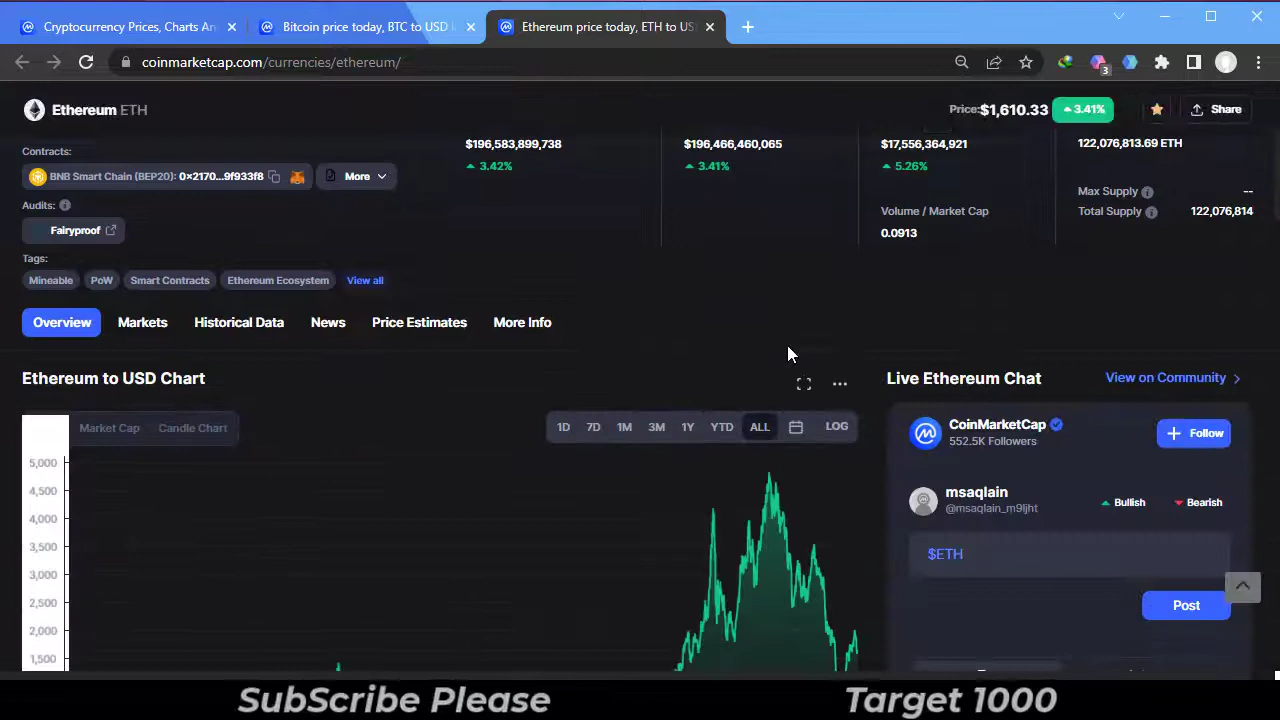 Cryptocurrency Prices, Charts An
Bitcoin price today, BTC to USD l
Ethereum price today, ETH to US
coinmarketcap.com/currencies/ethereum/
3
Ethereum ETH
Price: $1,610.33
3.41%
Share
Contracts:
BNB Smart Chain (BEP20): 0x2170...9f933f8
More
Audits:
Fairyproof
Tags:
Mineable
PoW
Smart Contracts
Ethereum Ecosystem
View all
$196,583,899,738
3.42%
$196,466,460,065
3.41%
$17,556,364,921
5.26%
Volume / Market Cap
0.0913
122,076,813.69 ETH
Max Supply --
Total Supply 122,076,814
Overview
Markets
Historical Data
News
Price Estimates
More Info
Ethereum to USD Chart
Market Cap
Candle Chart
1D
7D
1M
3M
1Y
YTD
ALL
LOG
5,000
4,500
4,000
3,500
3,000
2,500
2,000
1,500
Live Ethereum Chat
View on Community
CoinMarketCap
552.5K Followers
Follow
msaqlain
@msaqlain_m9ljht
Bullish
Bearish
$ETH
Post
SubScribe Please
Target 1000